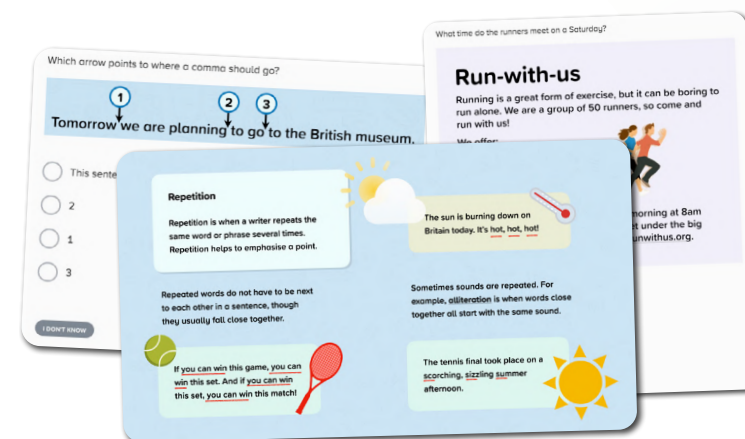 Which arrow points to where a comma should go?
1
2
3
Tomorrow we are planning to go to the British museum.
This sente
2
1
3
I DON'T KNOW
What time do the runners meet on a Saturday?
Run-with-us
Running is a great form of exercise, but it can be boring to
run alone. We are a group of 50 runners, so come and
run with us!
We offer:
morning at 8am
t under the big
unwithus.org.
Repetition
Repetition is when a writer repeats the
same word or phrase several times.
Repetition helps to emphasise a point.
The sun is burning down on
Britain today. It's hot, hot, hot!
Repeated words do not have to be next
to each other in a sentence, though
they usually fall close together.
Sometimes sounds are repeated. For
example, alliteration is when words close
together all start with the same sound.
If you can win this game, you can
win this set. And if you can win
this set, you can win this match!
The tennis final took place on a
scorching, sizzling summer
afternoon.